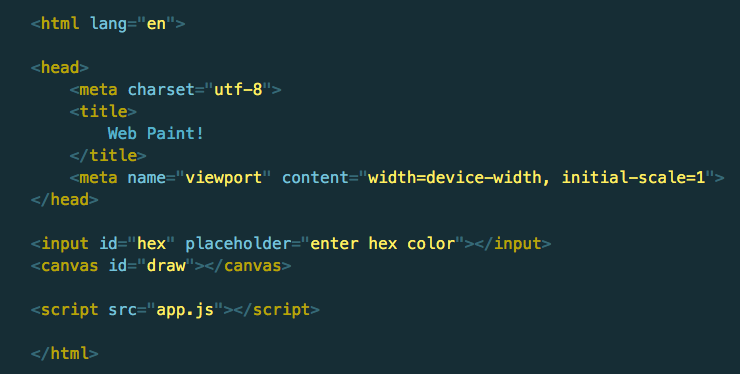 <html lang="en">
<head>
<meta charset="utf-8">
<title>
Web Paint!
</title>
<meta name="viewport" content="width=device-width, initial-scale=1">
</head>
<input id="hex" placeholder="enter hex color"></input>
<canvas id="draw"></canvas>
<script src="app.js"></script>
</html>